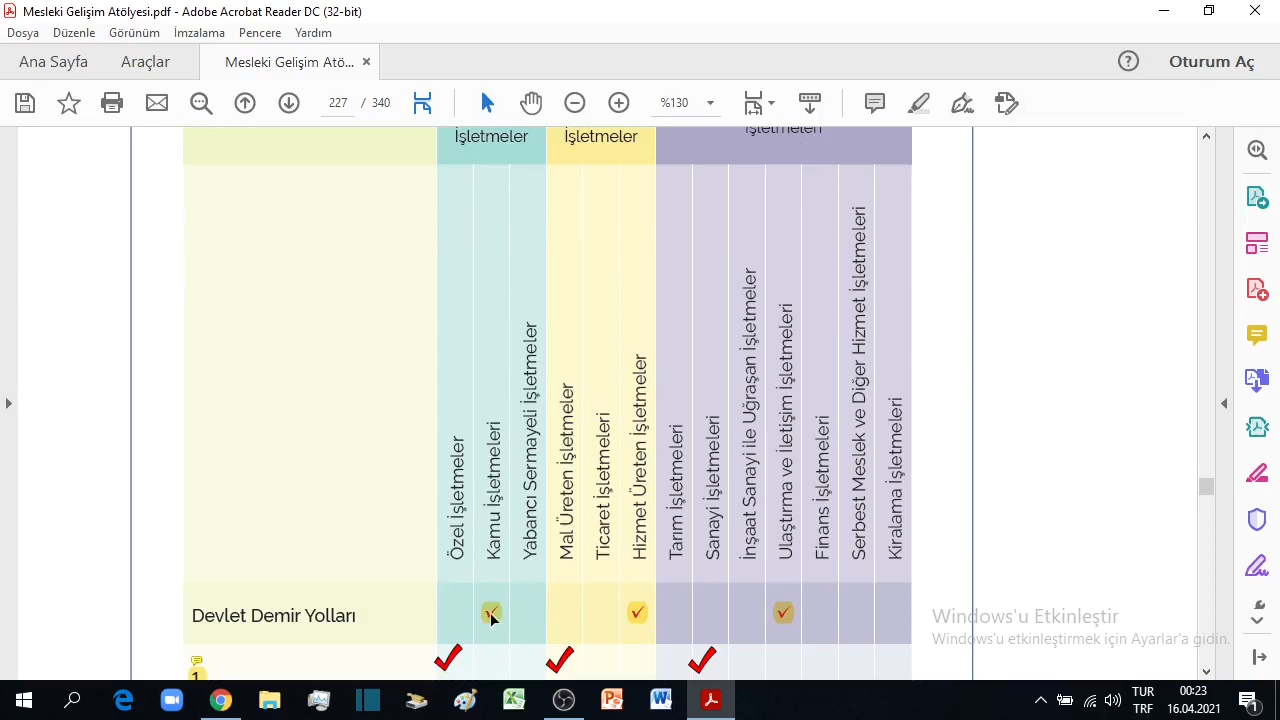 Mesleki Gelişim Atölyesi.pdf - Adobe Acrobat Reader DC (32-bit)
Dosya Düzenle Görünüm İmzalama Pencere Yardım
Ana Sayfa Araçlar Mesleki Gelişim Atö... × ? Oturum Aç
227 / 340 %130
İşletmeler İşletmeler İşletmeleri
Özel İşletmeler
Kamu İşletmeleri
Yabancı Sermayeli İşletmeler
Mal Üreten İşletmeler
Ticaret İşletmeleri
Hizmet Üreten İşletmeler
Tarım İşletmeleri
Sanayi İşletmeleri
İnşaat Sanayi ile Uğraşan İşletmeler
Ulaştırma ve İletişim İşletmeleri
Finans İşletmeleri
Serbest Meslek ve Diğer Hizmet İşletmeleri
Kiralama İşletmeleri
Devlet Demir Yolları
1
Windows'u Etkinleştir
Windows'u etkinleştirmek için Ayarlar'a gidin.
TUR 00:23
TRF 16.04.2021 1